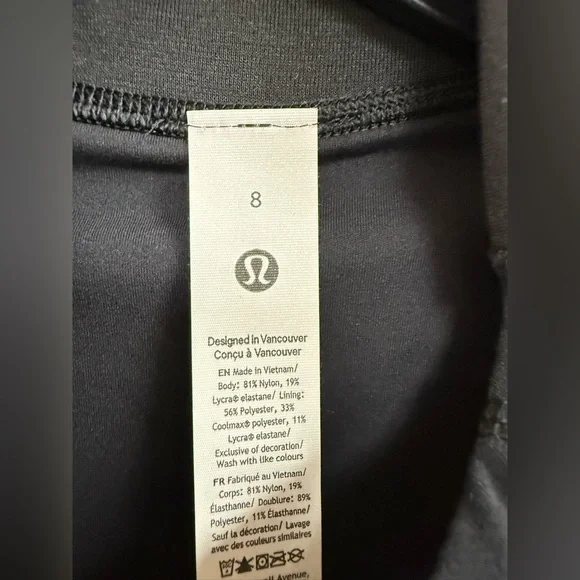 8
Designed in Vancouver
Conçu à Vancouver
EN Made in Vietnam/
Body: 81% Nylon, 19%
Lycra® elastane/ Lining:
56% Polyester, 33%
Coolmax® polyester, 11%
Lycra® elastane/
Exclusive of decoration/
Wash with like colours
FR Fabriqué au Vietnam/
Corps: 81% Nylon, 19%
Élasthanne/ Doublure: 89%
Polyester, 11% Élasthanne/
Sauf la décoration/ Lavage
avec des couleurs similaires
Avenue,